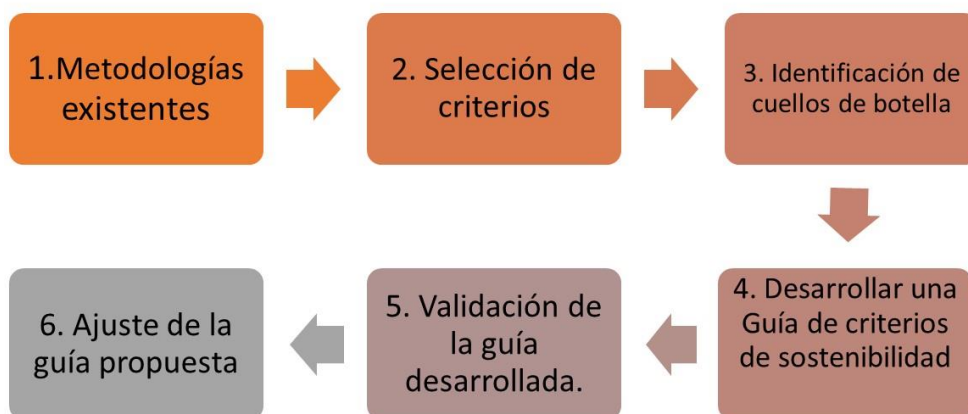 1.Metodologías
existentes
2. Selección de
criterios
3. Identificación de
cuellos de botella
4. Desarrollar una
Guía de criterios
de sostenibilidad
5. Validación de
la guía
desarrollada.
6. Ajuste de la
guía propuesta